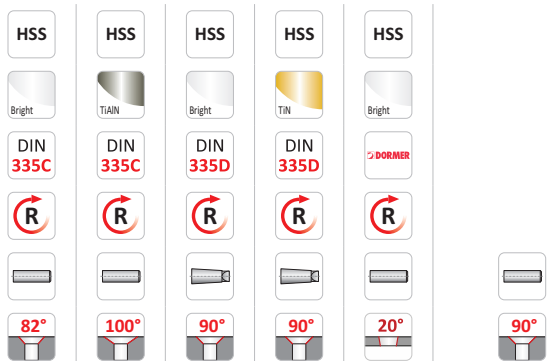 HSS HSS HSS HSS HSS
Bright TiAlN Bright TiN Bright
DIN 335C DIN 335C DIN 335D DIN 335D DORMER
R R R R R
82° 100° 90° 90° 20° 90°